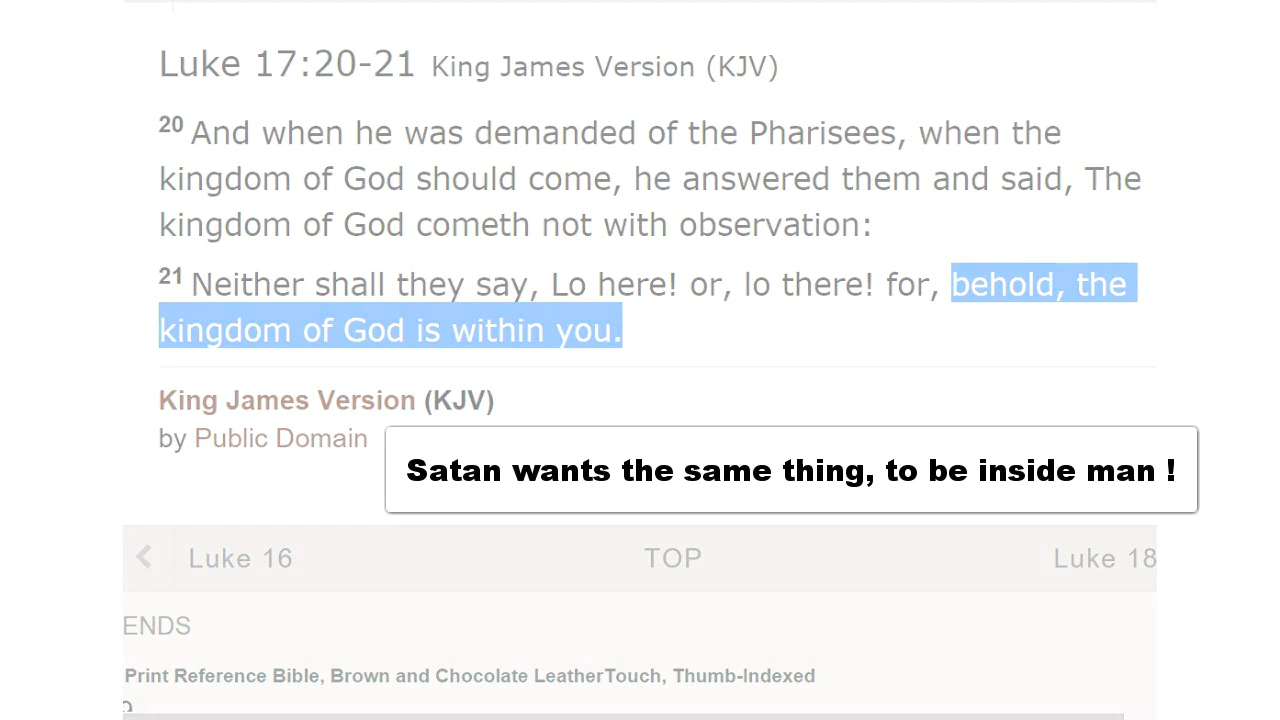 Luke 17:20-21 King James Version (KJV)
20 And when he was demanded of the Pharisees, when the
kingdom of God should come, he answered them and said, The
kingdom of God cometh not with observation:
21 Neither shall they say, Lo here! or, lo there! for, behold, the
kingdom of God is within you.
King James Version (KJV)
by Public Domain
Satan wants the same thing, to be inside man !
Luke 16 TOP Luke 18
ENDS
Print Reference Bible, Brown and Chocolate LeatherTouch, Thumb-Indexed